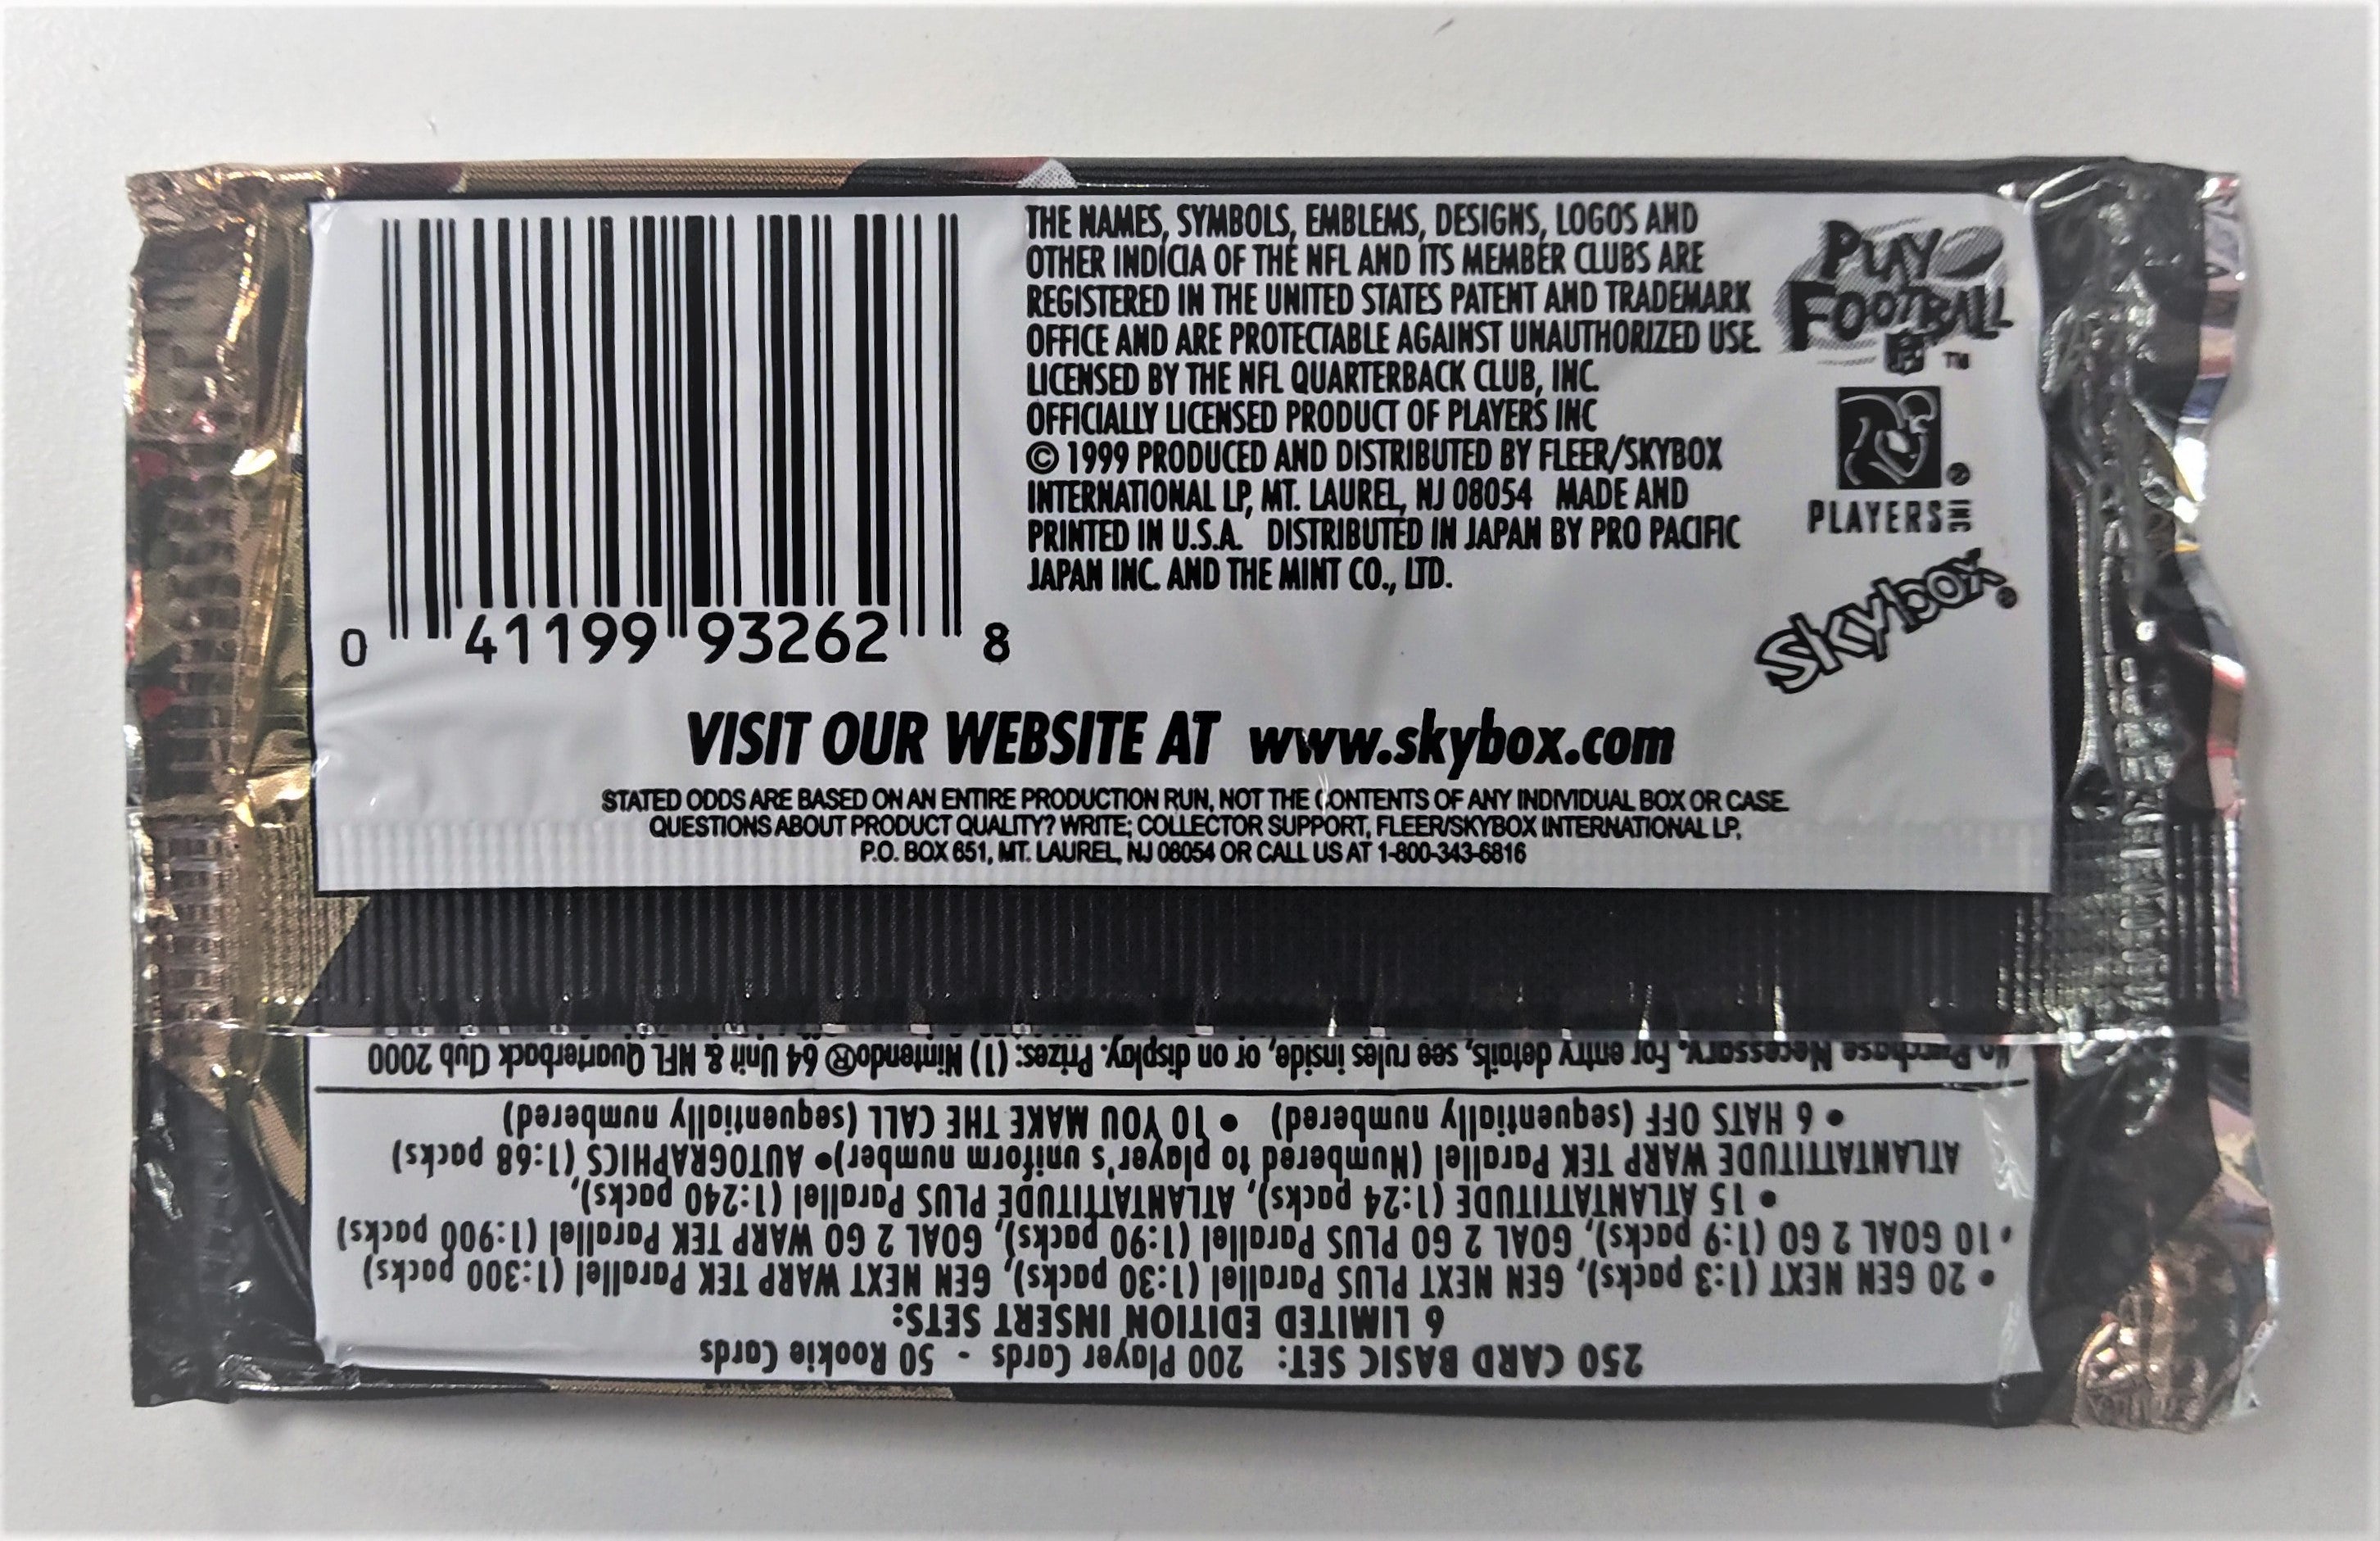 THE NAMES, SYMBOLS, EMBLEMS, DESIGNS, LOGOS AND
OTHER INDICIA OF THE NFL AND ITS MEMBER CLUBS ARE
REGISTERED IN THE UNITED STATES PATENT AND TRADEMARK
OFFICE AND ARE PROTECTABLE AGAINST UNAUTHORIZED USE.
LICENSED BY THE NFL QUARTERBACK CLUB, INC.
OFFICIALLY LICENSED PRODUCT OF PLAYERS INC
© 1999 PRODUCED AND DISTRIBUTED BY FLEER/SKYBOX
INTERNATIONAL LP, MT. LAUREL, NJ 08054 MADE AND
PRINTED IN U.S.A. DISTRIBUTED IN JAPAN BY PRO PACIFIC
JAPAN INC. AND THE MINT CO., LTD.
PLAY
FOOTBALL
NFL ™
PLAYERS INC ®
Skybox®
0 41199 93262 8
VISIT OUR WEBSITE AT www.skybox.com
STATED ODDS ARE BASED ON AN ENTIRE PRODUCTION RUN, NOT THE CONTENTS OF ANY INDIVIDUAL BOX OR CASE.
QUESTIONS ABOUT PRODUCT QUALITY? WRITE; COLLECTOR SUPPORT, FLEER/SKYBOX INTERNATIONAL LP,
P.O. BOX 651, MT. LAUREL, NJ 08054 OR CALL US AT 1-800-343-6816
250 CARD BASIC SET: 200 Player Cards - 50 Rookie Cards
6 LIMITED EDITION INSERT SETS:
• 20 GEN NEXT (1:3 packs), GEN NEXT PLUS Parallel (1:30 packs), GEN NEXT WARP TEK Parallel (1:300 packs)
• 10 GOAL 2 GO (1:9 packs), GOAL 2 GO PLUS Parallel (1:90 packs), GOAL 2 GO WARP TEK Parallel (1:900 packs)
• 15 ATLANTATTITUDE (1:24 packs), ATLANTATTITUDE PLUS Parallel (1:240 packs),
ATLANTATTITUDE WARP TEK Parallel (Numbered to player's uniform number)• AUTOGRAPHICS (1:68 packs)
• 6 HATS OFF (sequentially numbered) • 10 YOU MAKE THE CALL (sequentially numbered)
No Purchase Necessary. For entry details, see rules inside, or on display. Prizes: (1) Nintendo® 64 Unit & NFL Quarterback Club 2000